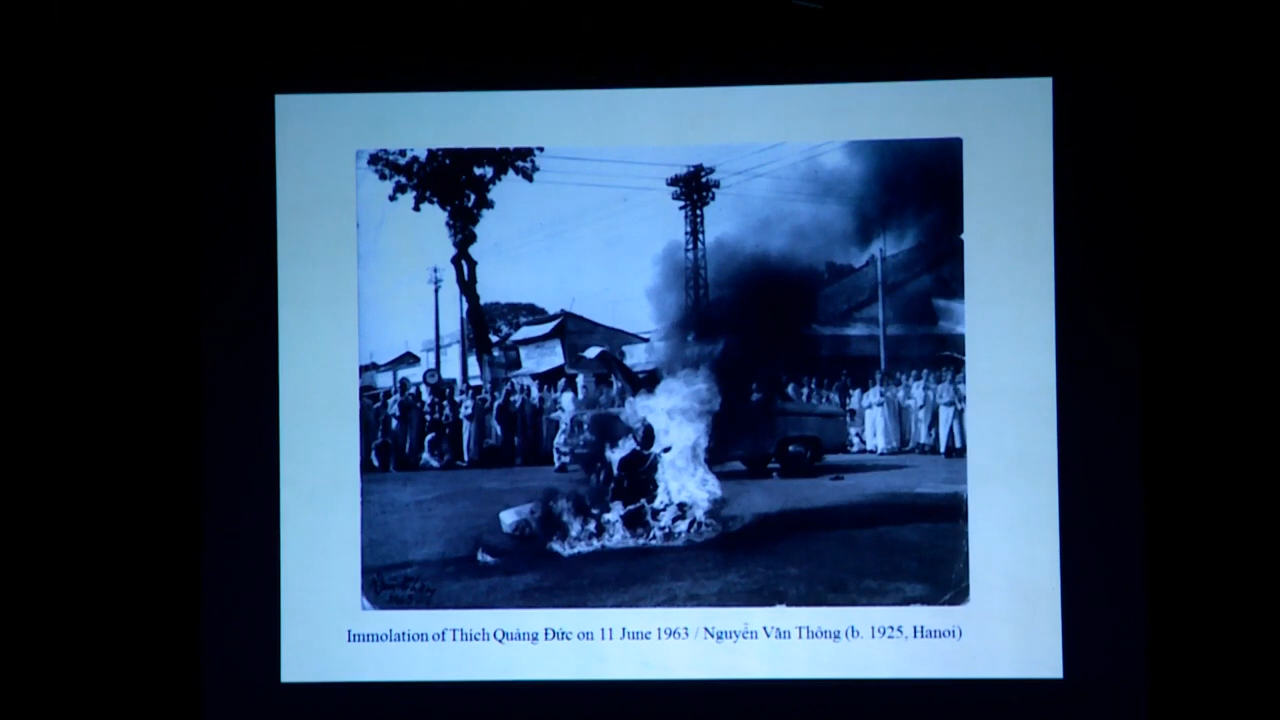 Immolation of Thích Quảng Đức on 11 June 1963 / Nguyễn Văn Thông (b. 1925, Hanoi)